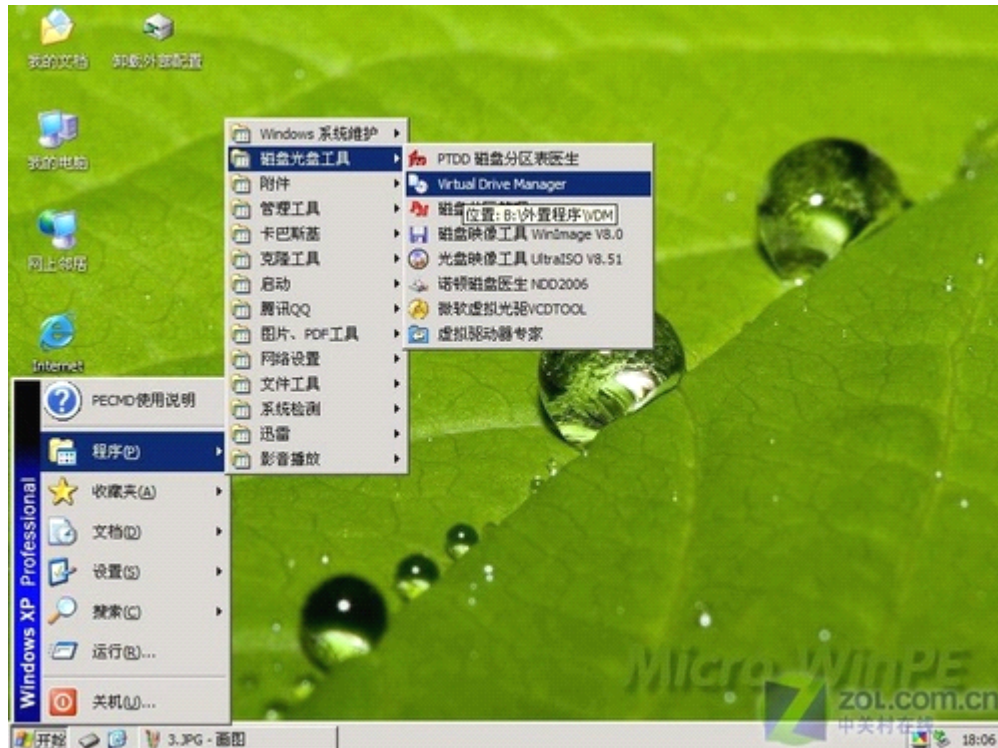 我的文档
卸载外部配置
我的电脑
网上邻居
Internet
Windows 系统维护
磁盘光盘工具
附件
管理工具
卡巴斯基
克隆工具
启动
腾讯QQ
图片、PDF工具
网络设置
文件工具
系统检测
迅雷
影音播放
PTDD 磁盘分区表医生
Virtual Drive Manager
位置: B:\外置程序\VDM
磁盘映像工具 WinImage V8.0
光盘映像工具 UltraISO V8.51
诺顿磁盘医生 NDD2006
微软虚拟光驱VCDTOOL
虚拟驱动器专家
PECMD使用说明
程序(P)
收藏夹(A)
文档(D)
设置(S)
搜索(C)
运行(R)...
关机(U)...
Windows XP Professional
Micro WinPE
ZOL.COM.CN
中关村在线
开始
3.JPG - 画图
18:06